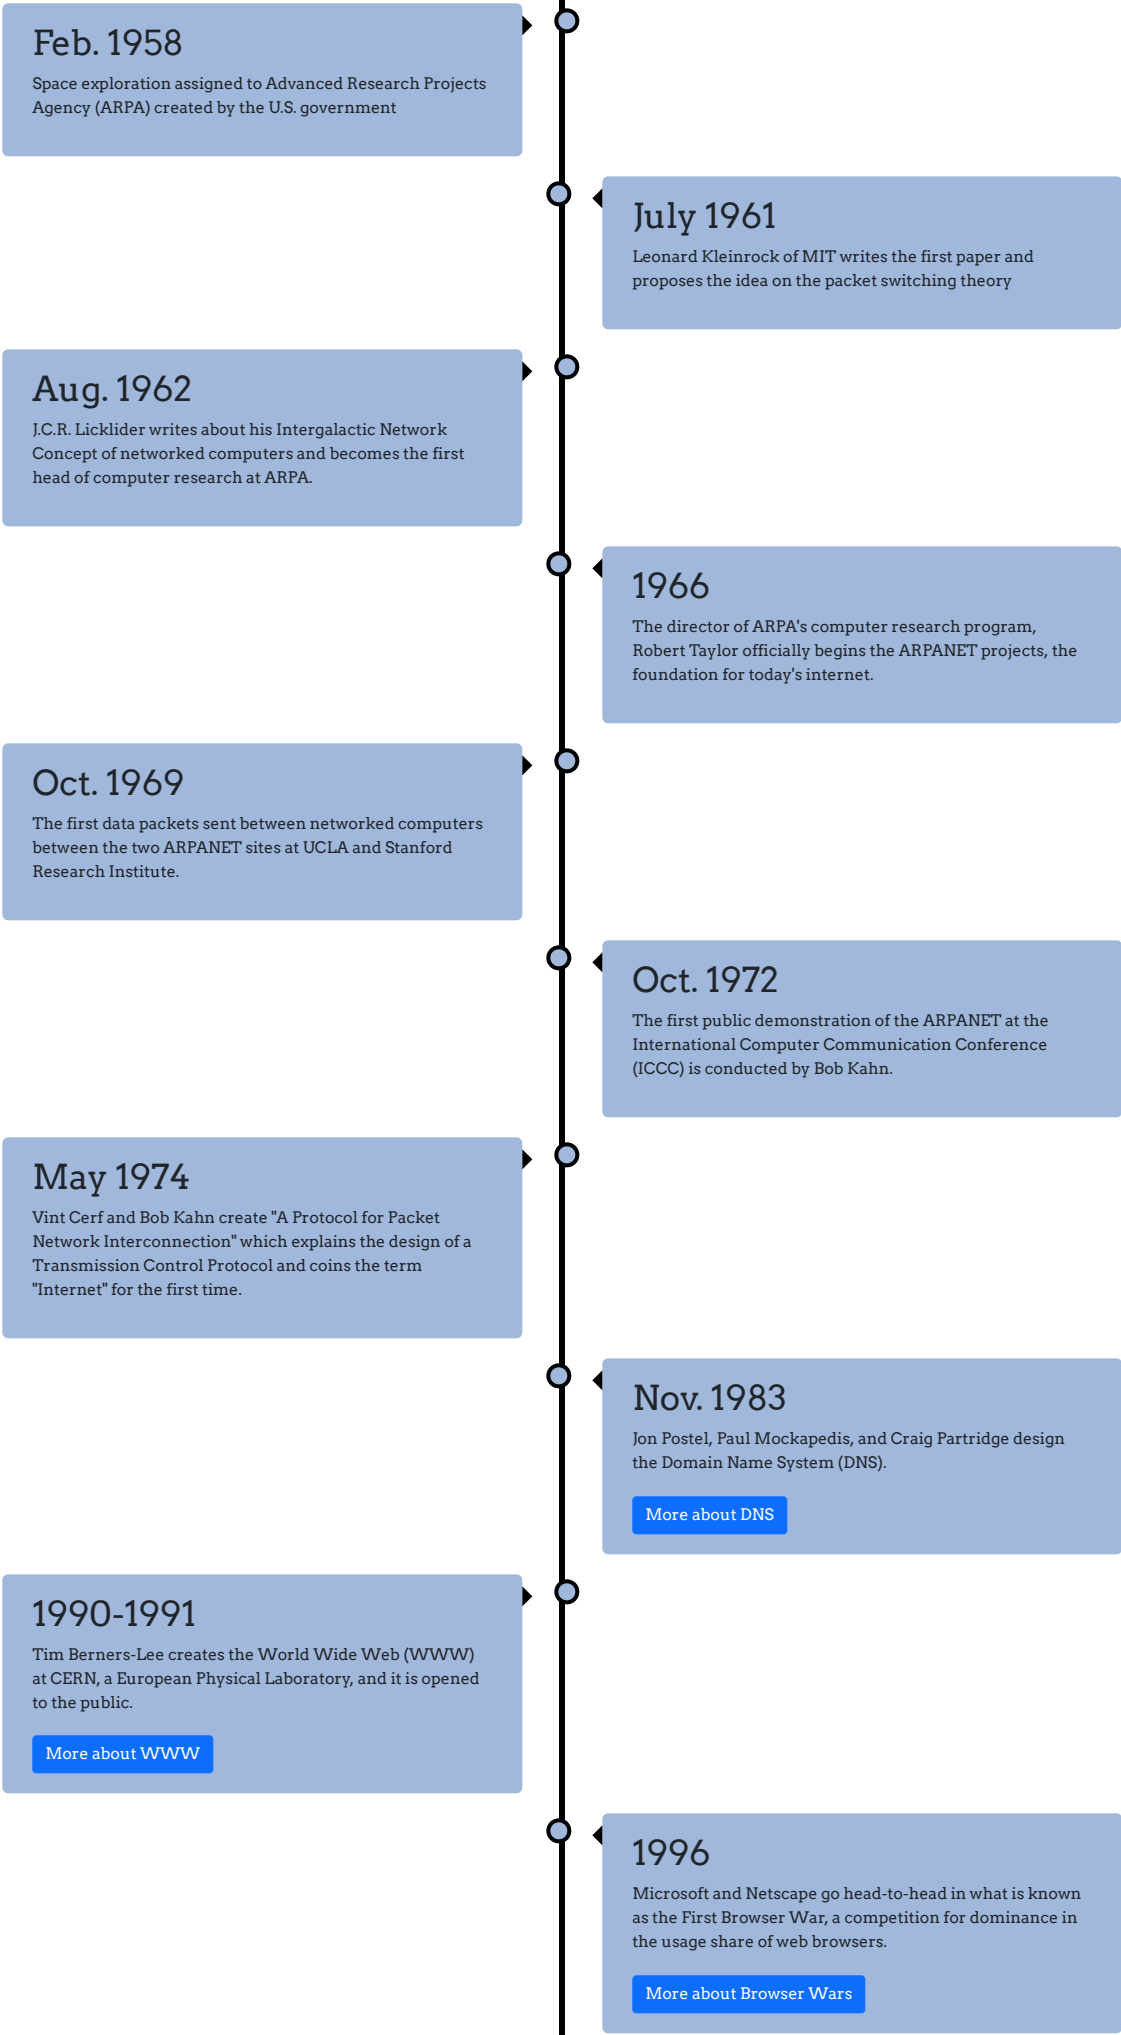 Feb. 1958
Space exploration assigned to Advanced Research Projects
Agency (ARPA) created by the U.S. government
July 1961
Leonard Kleinrock of MIT writes the first paper and
proposes the idea on the packet switching theory
Aug. 1962
J.C.R. Licklider writes about his Intergalactic Network
Concept of networked computers and becomes the first
head of computer research at ARPA.
1966
The director of ARPA's computer research program,
Robert Taylor officially begins the ARPANET projects, the
foundation for today's internet.
Oct. 1969
The first data packets sent between networked computers
between the two ARPANET sites at UCLA and Stanford
Research Institute.
Oct. 1972
The first public demonstration of the ARPANET at the
International Computer Communication Conference
(ICCC) is conducted by Bob Kahn.
May 1974
Vint Cerf and Bob Kahn create "A Protocol for Packet
Network Interconnection" which explains the design of a
Transmission Control Protocol and coins the term
"Internet" for the first time.
Nov. 1983
Jon Postel, Paul Mockapedis, and Craig Partridge design
the Domain Name System (DNS).
More about DNS
1990-1991
Tim Berners-Lee creates the World Wide Web (WWW)
at CERN, a European Physical Laboratory, and it is opened
to the public.
More about WWW
1996
Microsoft and Netscape go head-to-head in what is known
as the First Browser War, a competition for dominance in
the usage share of web browsers.
More about Browser Wars